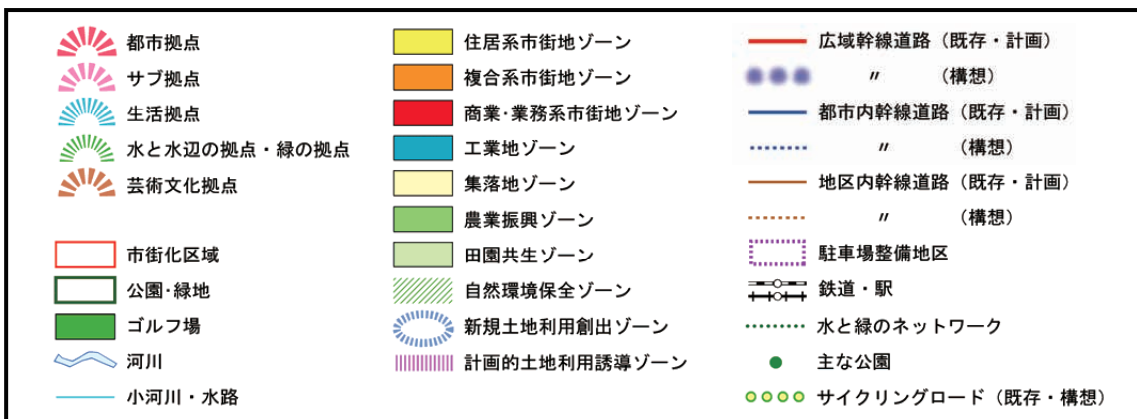 都市拠点
サブ拠点
生活拠点
水と水辺の拠点・緑の拠点
芸術文化拠点
市街化区域
公園・緑地
ゴルフ場
河川
小河川・水路
住居系市街地ゾーン
複合系市街地ゾーン
商業・業務系市街地ゾーン
工業地ゾーン
集落地ゾーン
農業振興ゾーン
田園共生ゾーン
自然環境保全ゾーン
新規土地利用創出ゾーン
計画的土地利用誘導ゾーン
広域幹線道路（既存・計画）
〃 （構想）
都市内幹線道路（既存・計画）
〃 （構想）
地区内幹線道路（既存・計画）
〃 （構想）
駐車場整備地区
鉄道・駅
水と緑のネットワーク
主な公園
サイクリングロード（既存・構想）